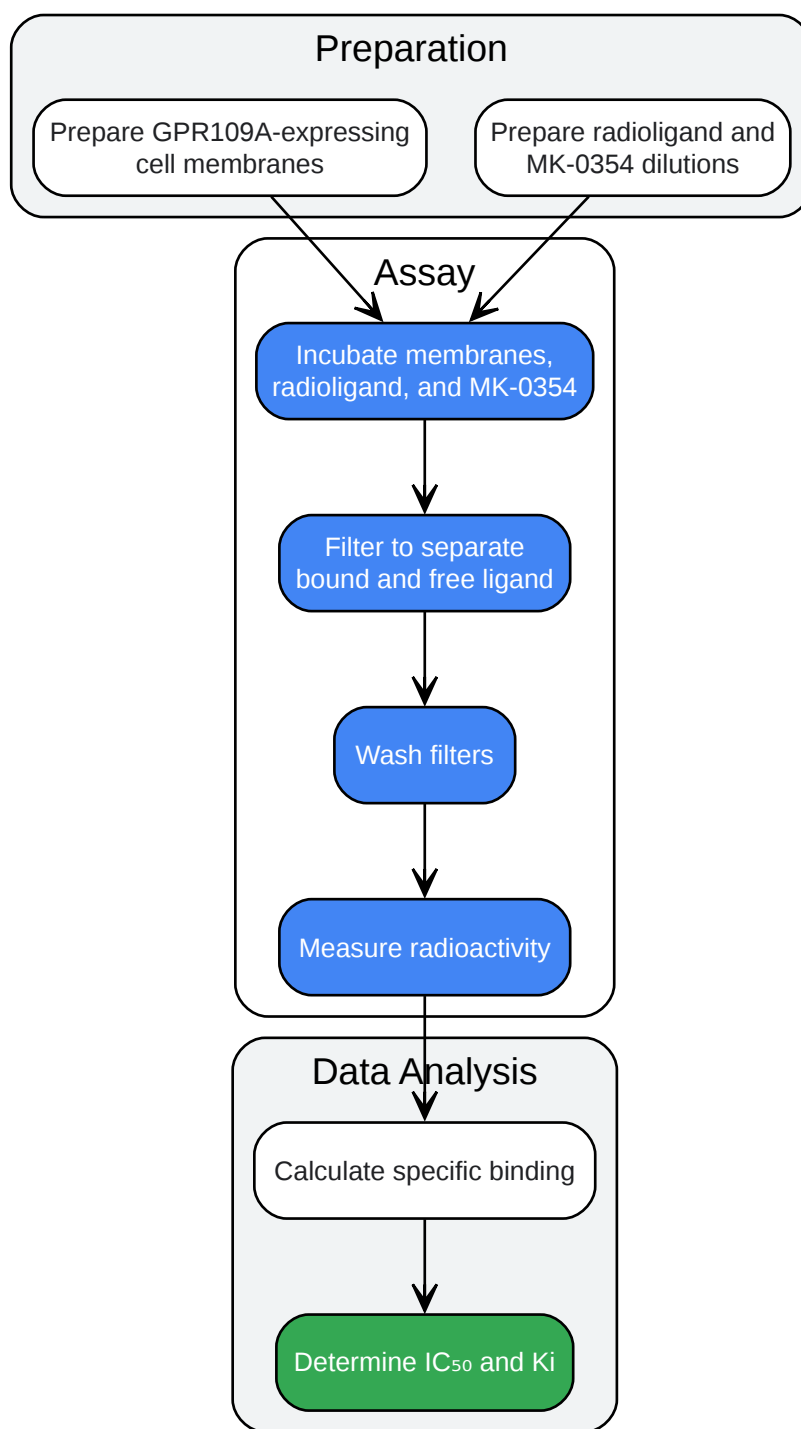 Preparation
Prepare GPR109A-expressing
cell membranes
Prepare radioligand and
MK-0354 dilutions
Assay
Incubate membranes,
radioligand, and MK-0354
Filter to separate
bound and free ligand
Wash filters
Measure radioactivity
Data Analysis
Calculate specific binding
Determine IC₅₀ and Ki